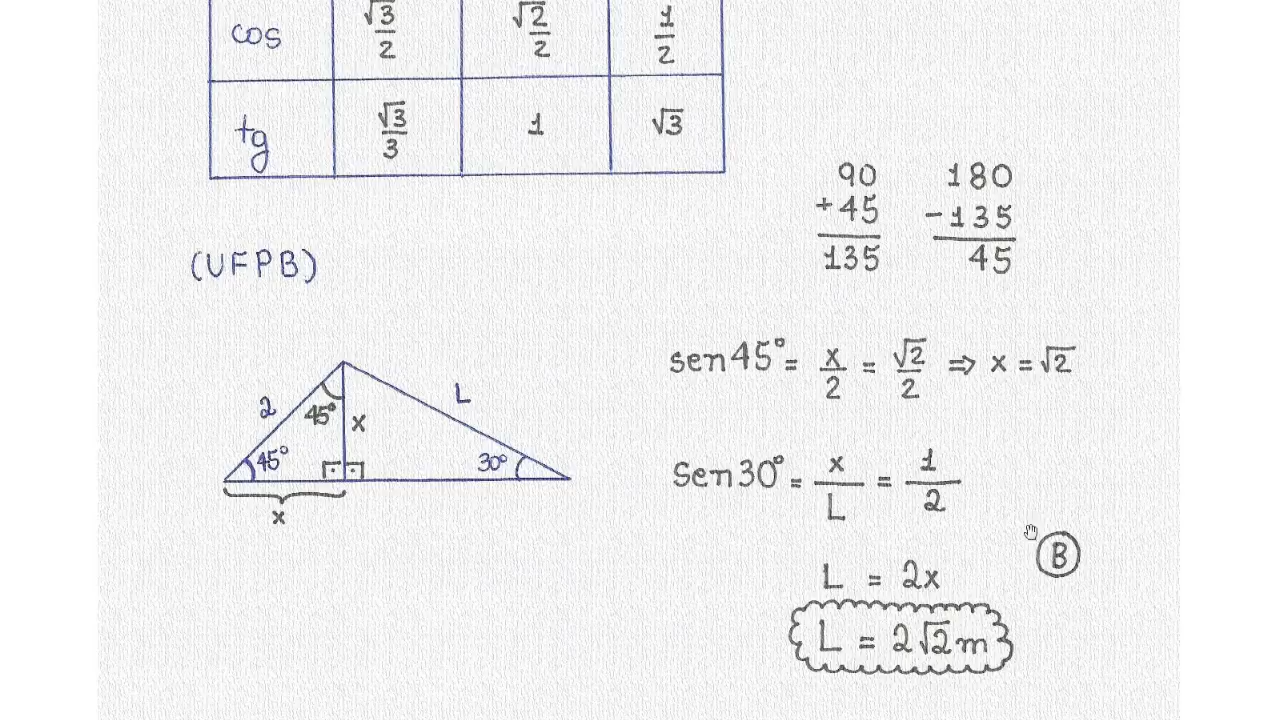 cos √3/2 √2/2 1/2
tg √3/3 1 √3
90
+45
135
180
-135
45
(UFPB)
2
45°
45°
x
L
30°
x
sen45° = x/2 = √2/2 ⇒ x = √2
sen30° = x/L = 1/2
L = 2x
B
L = 2√2m